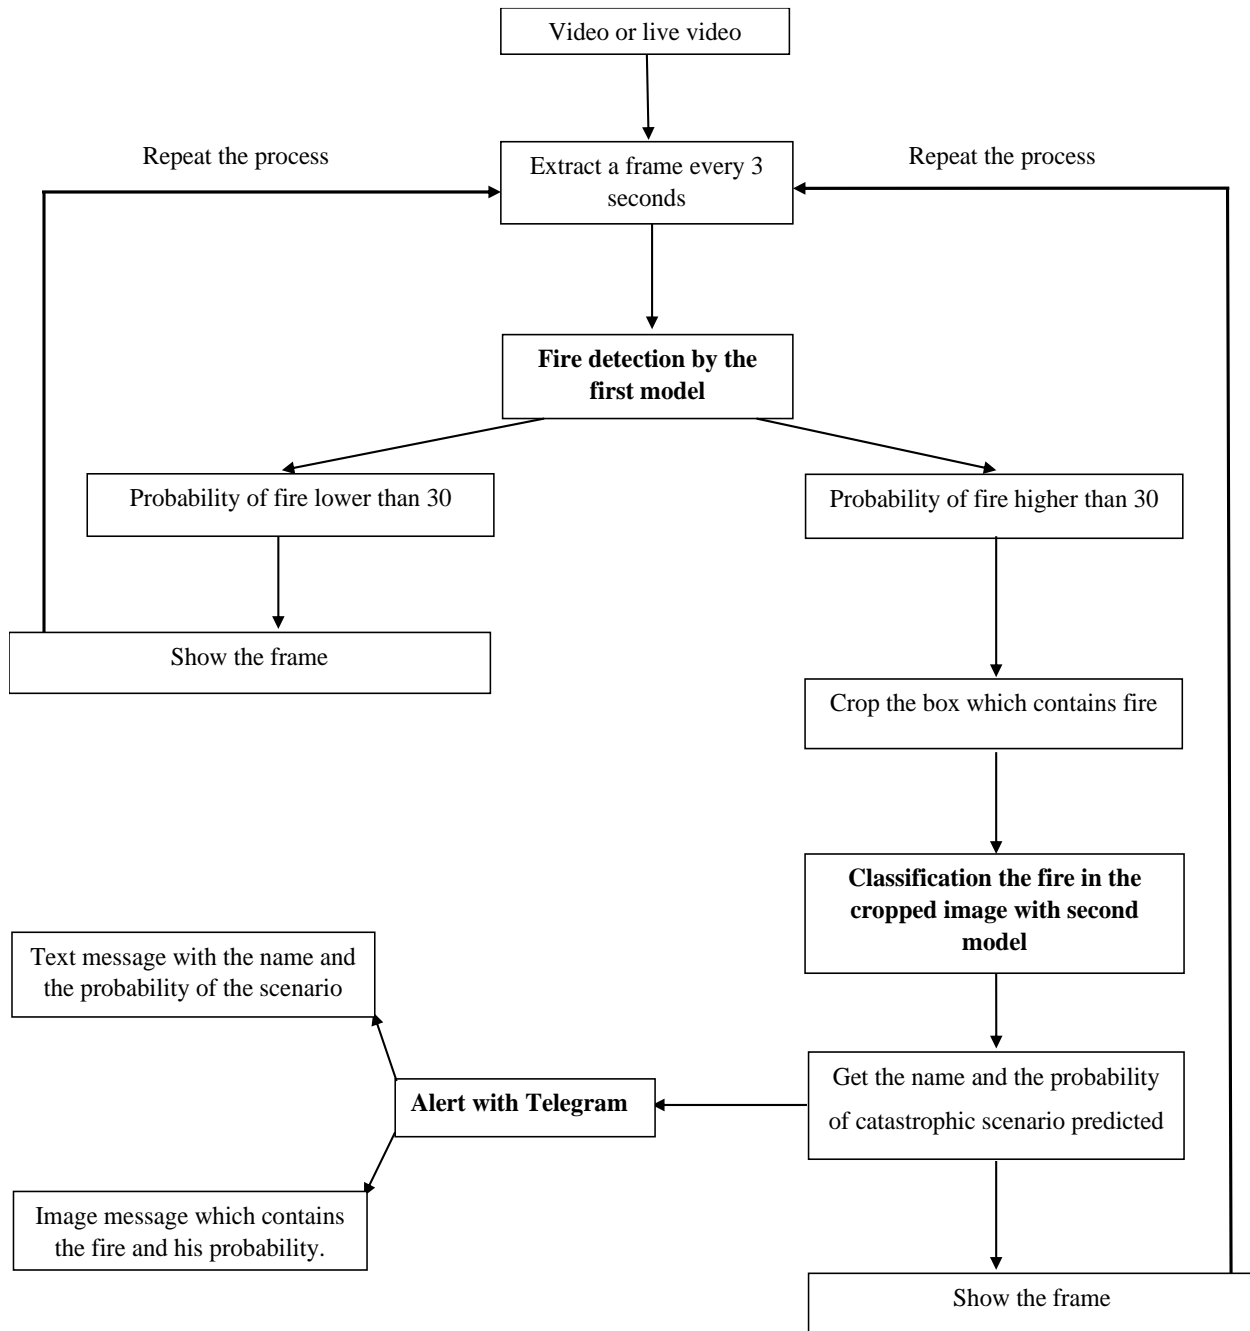 Video or live video
Repeat the process
Repeat the process
Extract a frame every 3
seconds
Fire detection by the
first model
Probability of fire lower than 30
Probability of fire higher than 30
Show the frame
Crop the box which contains fire
Classification the fire in the
cropped image with second
model
Text message with the name and
the probability of the scenario
Get the name and the probability
of catastrophic scenario predicted
Alert with Telegram
Image message which contains
the fire and his probability.
Show the frame